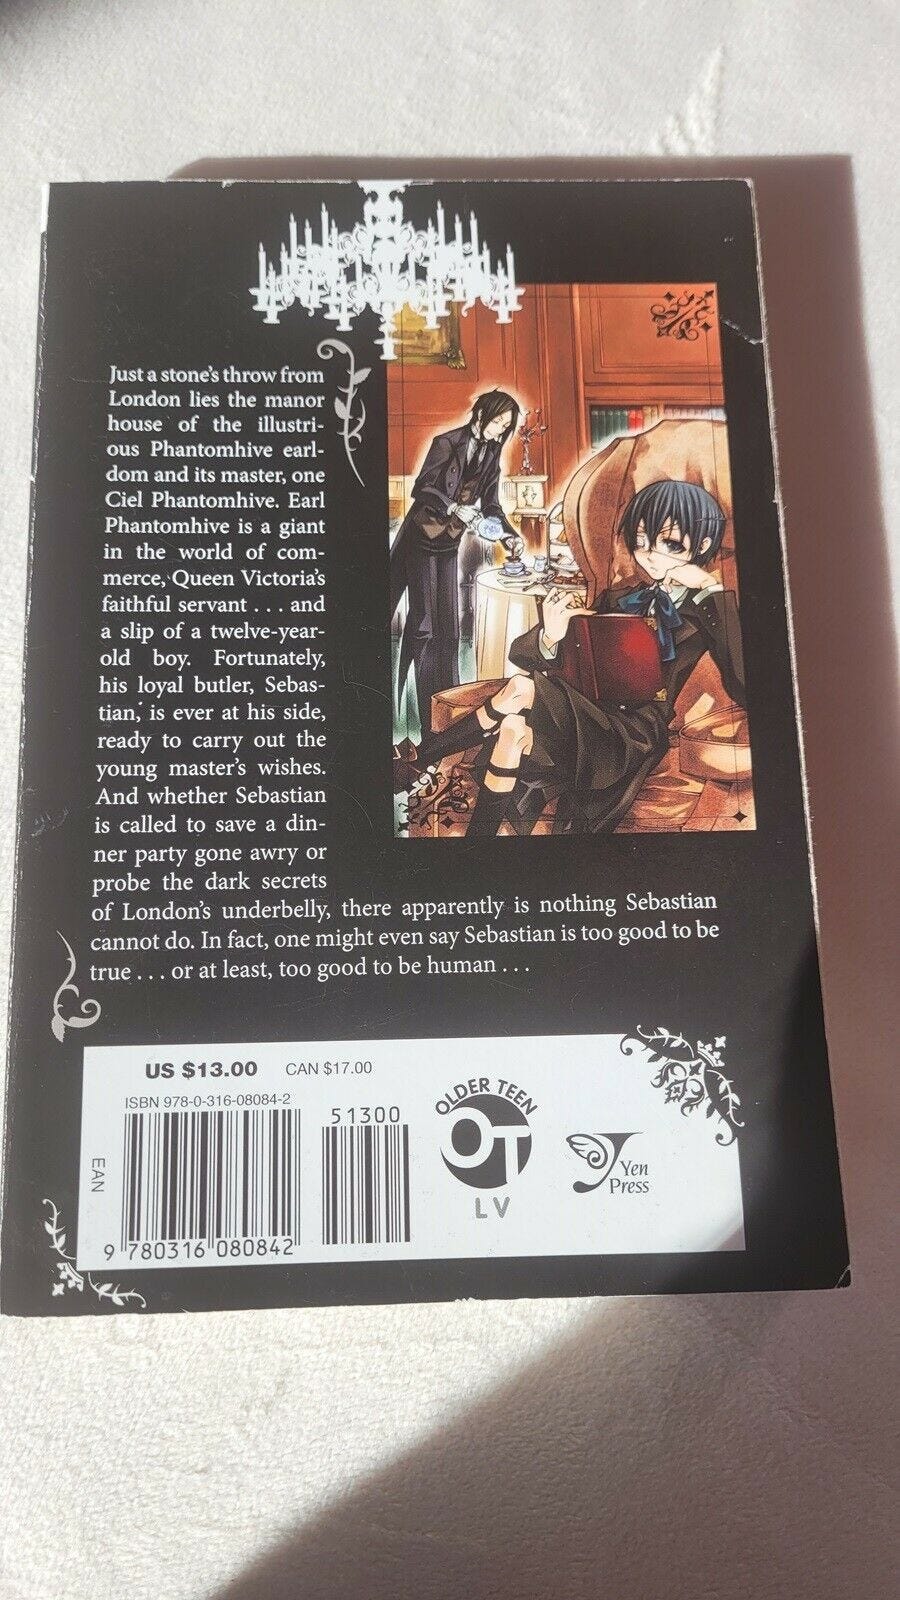 Just a stone's throw from
London lies the manor
house of the illustri-
ous Phantomhive earl-
dom and its master, one
Ciel Phantomhive. Earl
Phantomhive is a giant
in the world of com-
merce, Queen Victoria's
faithful servant . . . and
a slip of a twelve-year-
old boy. Fortunately,
his loyal butler, Sebas-
tian, is ever at his side,
ready to carry out the
young master's wishes.
And whether Sebastian
is called to save a din-
ner party gone awry or
probe the dark secrets
of London's underbelly, there apparently is nothing Sebastian
cannot do. In fact, one might even say Sebastian is too good to be
true . . . or at least, too good to be human . . .
US $13.00 CAN $17.00
ISBN 978-0-316-08084-2
51300
EAN
9 780316 080842
OLDER TEEN
OT
LV
Yen
Press